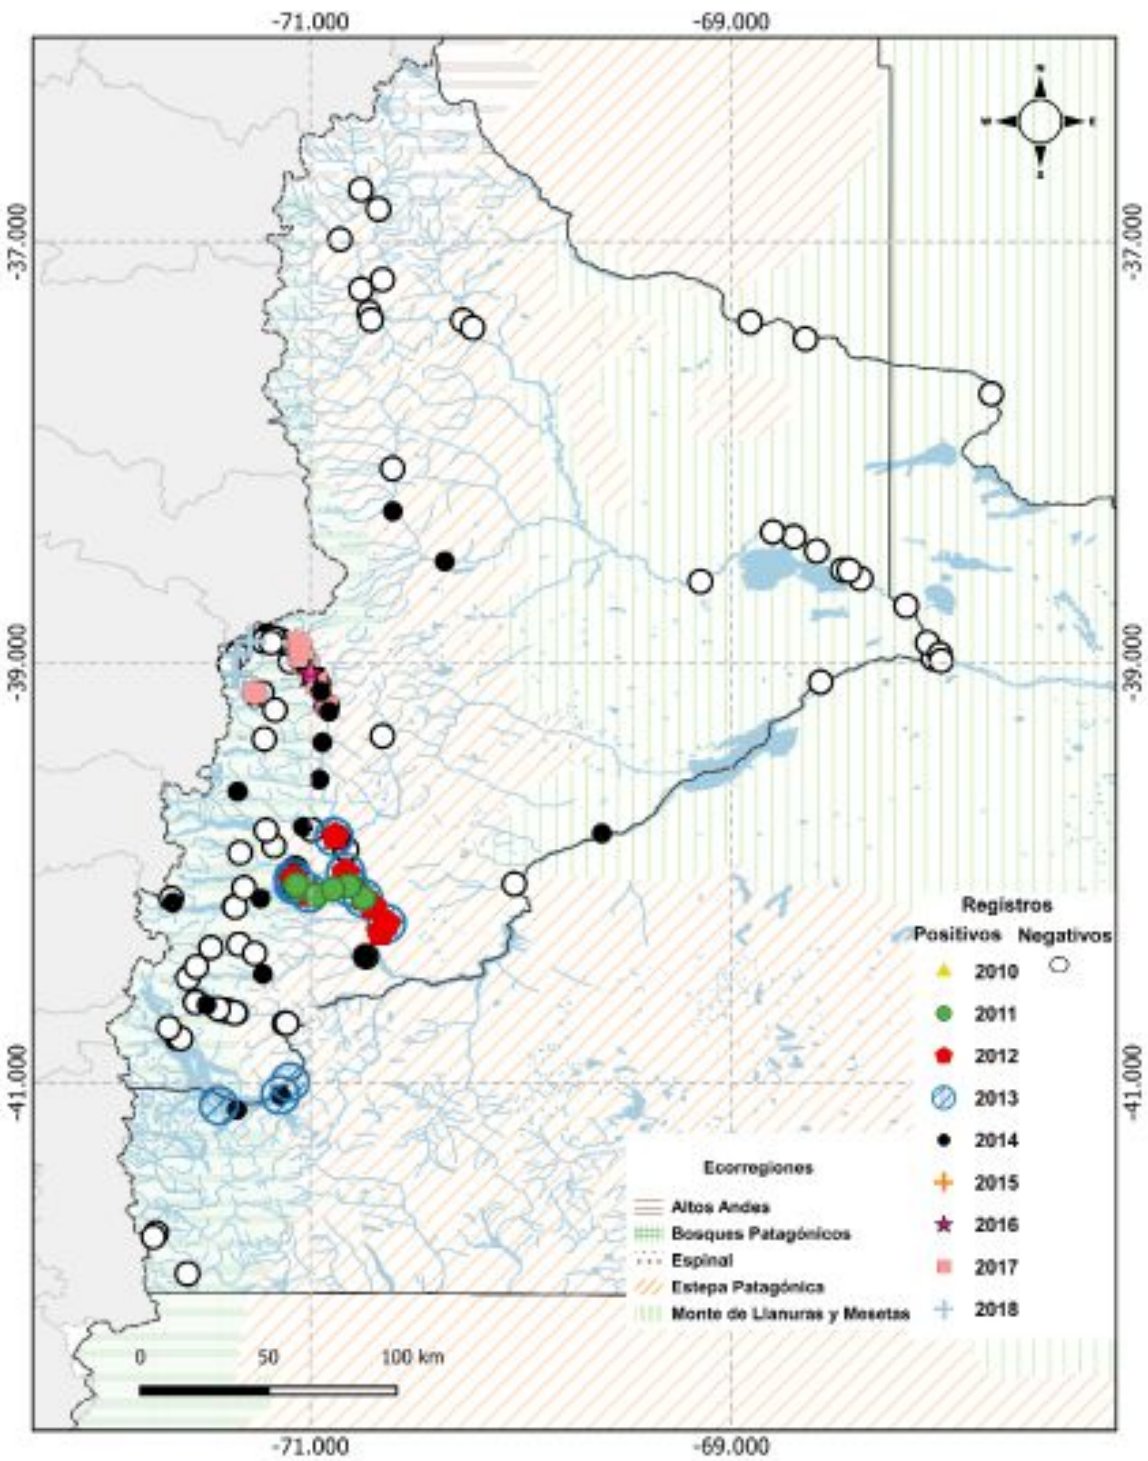 -71.000 -69.000
N
W E
S
-37.000 -37.000
-39.000 -39.000
Registros
Positivos Negativos
2010
2011
2012
-41.000 -41.000
2013
2014
2015
2016
2017
2018
Ecorregiones
Altos Andes
Bosques Patagónicos
Espinal
Estepa Patagónica
Monte de Llanuras y Mesetas
0 50 100 km
-71.000 -69.000